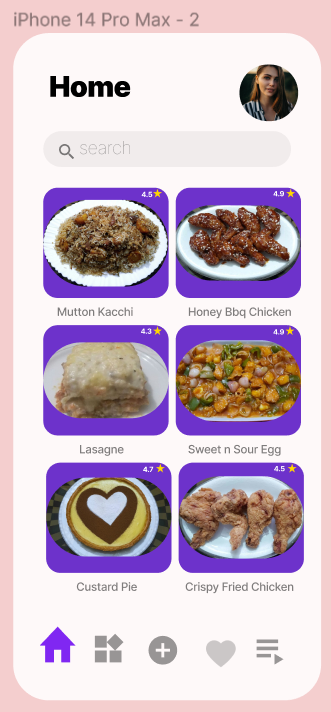 iPhone 14 Pro Max - 2
Home
search
4.5
4.9
Mutton Kacchi
Honey Bbq Chicken
4.3
4.9
Lasagne
Sweet n Sour Egg
4.7
4.5
Custard Pie
Crispy Fried Chicken